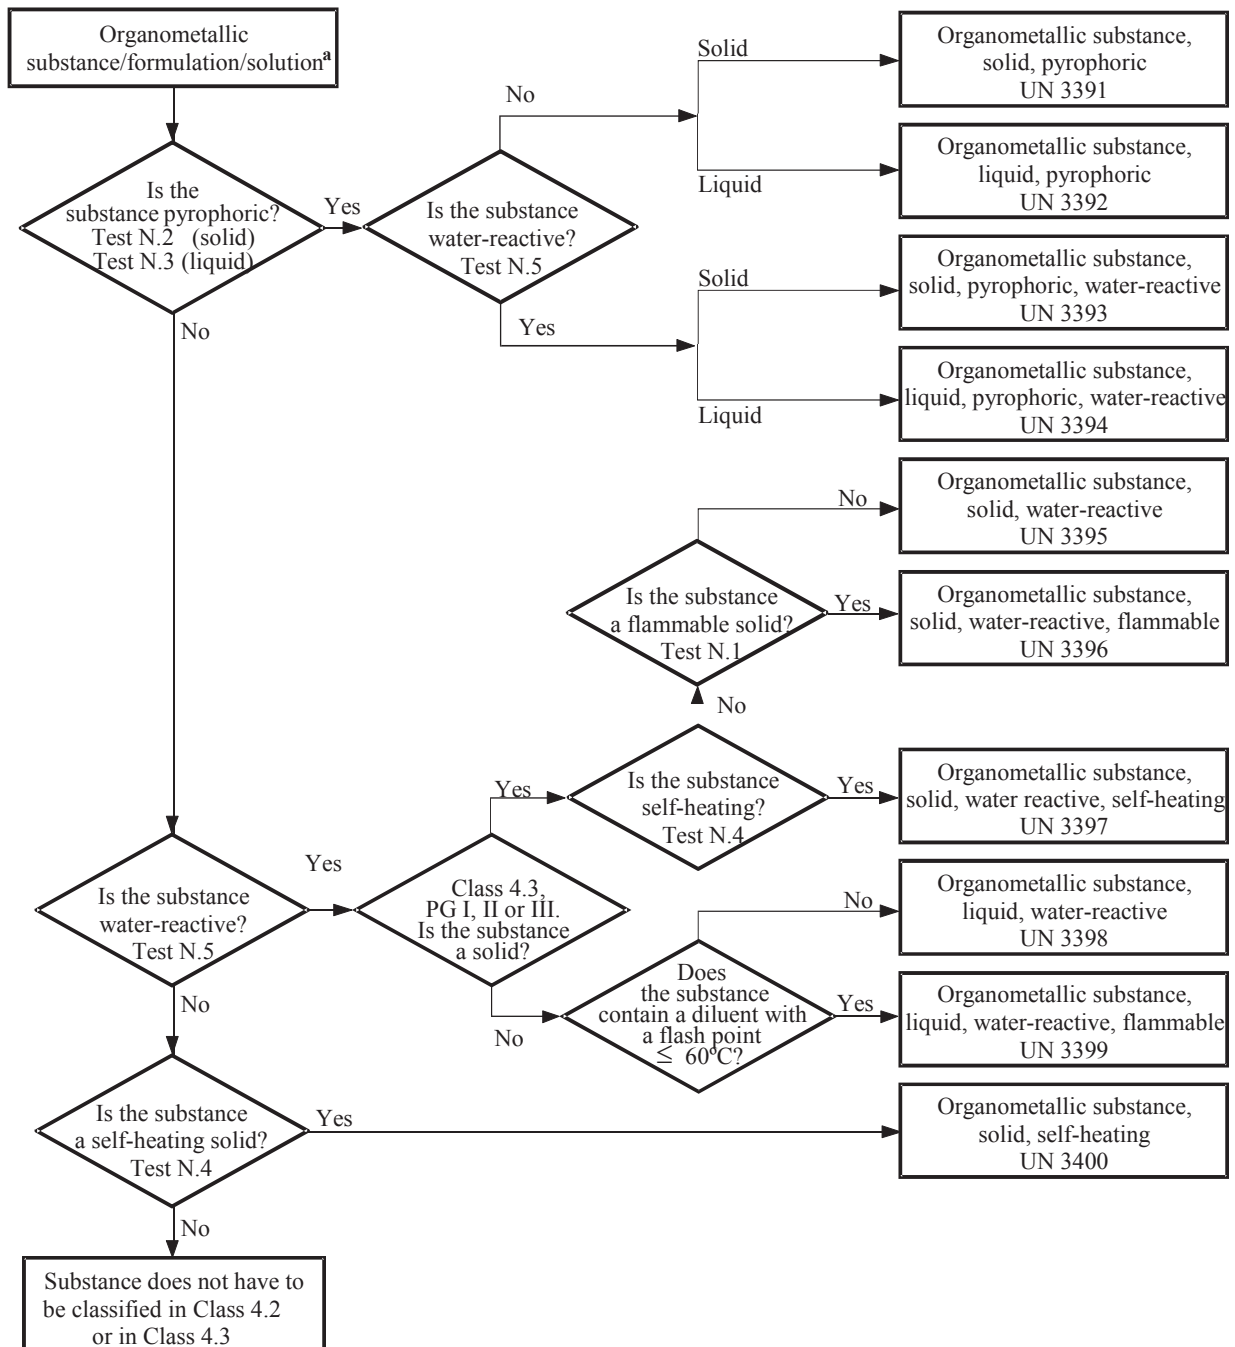 Organometallic
substance/formulation/solutionª
Solid
Organometallic substance,
solid, pyrophoric
UN 3391
No
Organometallic substance,
liquid, pyrophoric
UN 3392
Liquid
Is the
substance pyrophoric?
Test N.2 (solid)
Test N.3 (liquid)
Yes
Is the substance
water-reactive?
Test N.5
Solid
Organometallic substance,
solid, pyrophoric, water-reactive
UN 3393
Yes
No
Organometallic substance,
liquid, pyrophoric, water-reactive
UN 3394
Liquid
No
Organometallic substance,
solid, water-reactive
UN 3395
Is the substance
a flammable solid?
Test N.1
Yes
Organometallic substance,
solid, water-reactive, flammable
UN 3396
No
Yes
Is the substance
self-heating?
Test N.4
Yes
Organometallic substance,
solid, water reactive, self-heating
UN 3397
Is the substance
water-reactive?
Test N.5
Yes
Class 4.3,
PG I, II or III.
Is the substance
a solid?
No
Organometallic substance,
liquid, water-reactive
UN 3398
No
No
Does
the substance
contain a diluent with
a flash point
≤ 60ºC?
Yes
Organometallic substance,
liquid, water-reactive, flammable
UN 3399
Is the substance
a self-heating solid?
Test N.4
Yes
Organometallic substance,
solid, self-heating
UN 3400
No
Substance does not have to
be classified in Class 4.2
or in Class 4.3